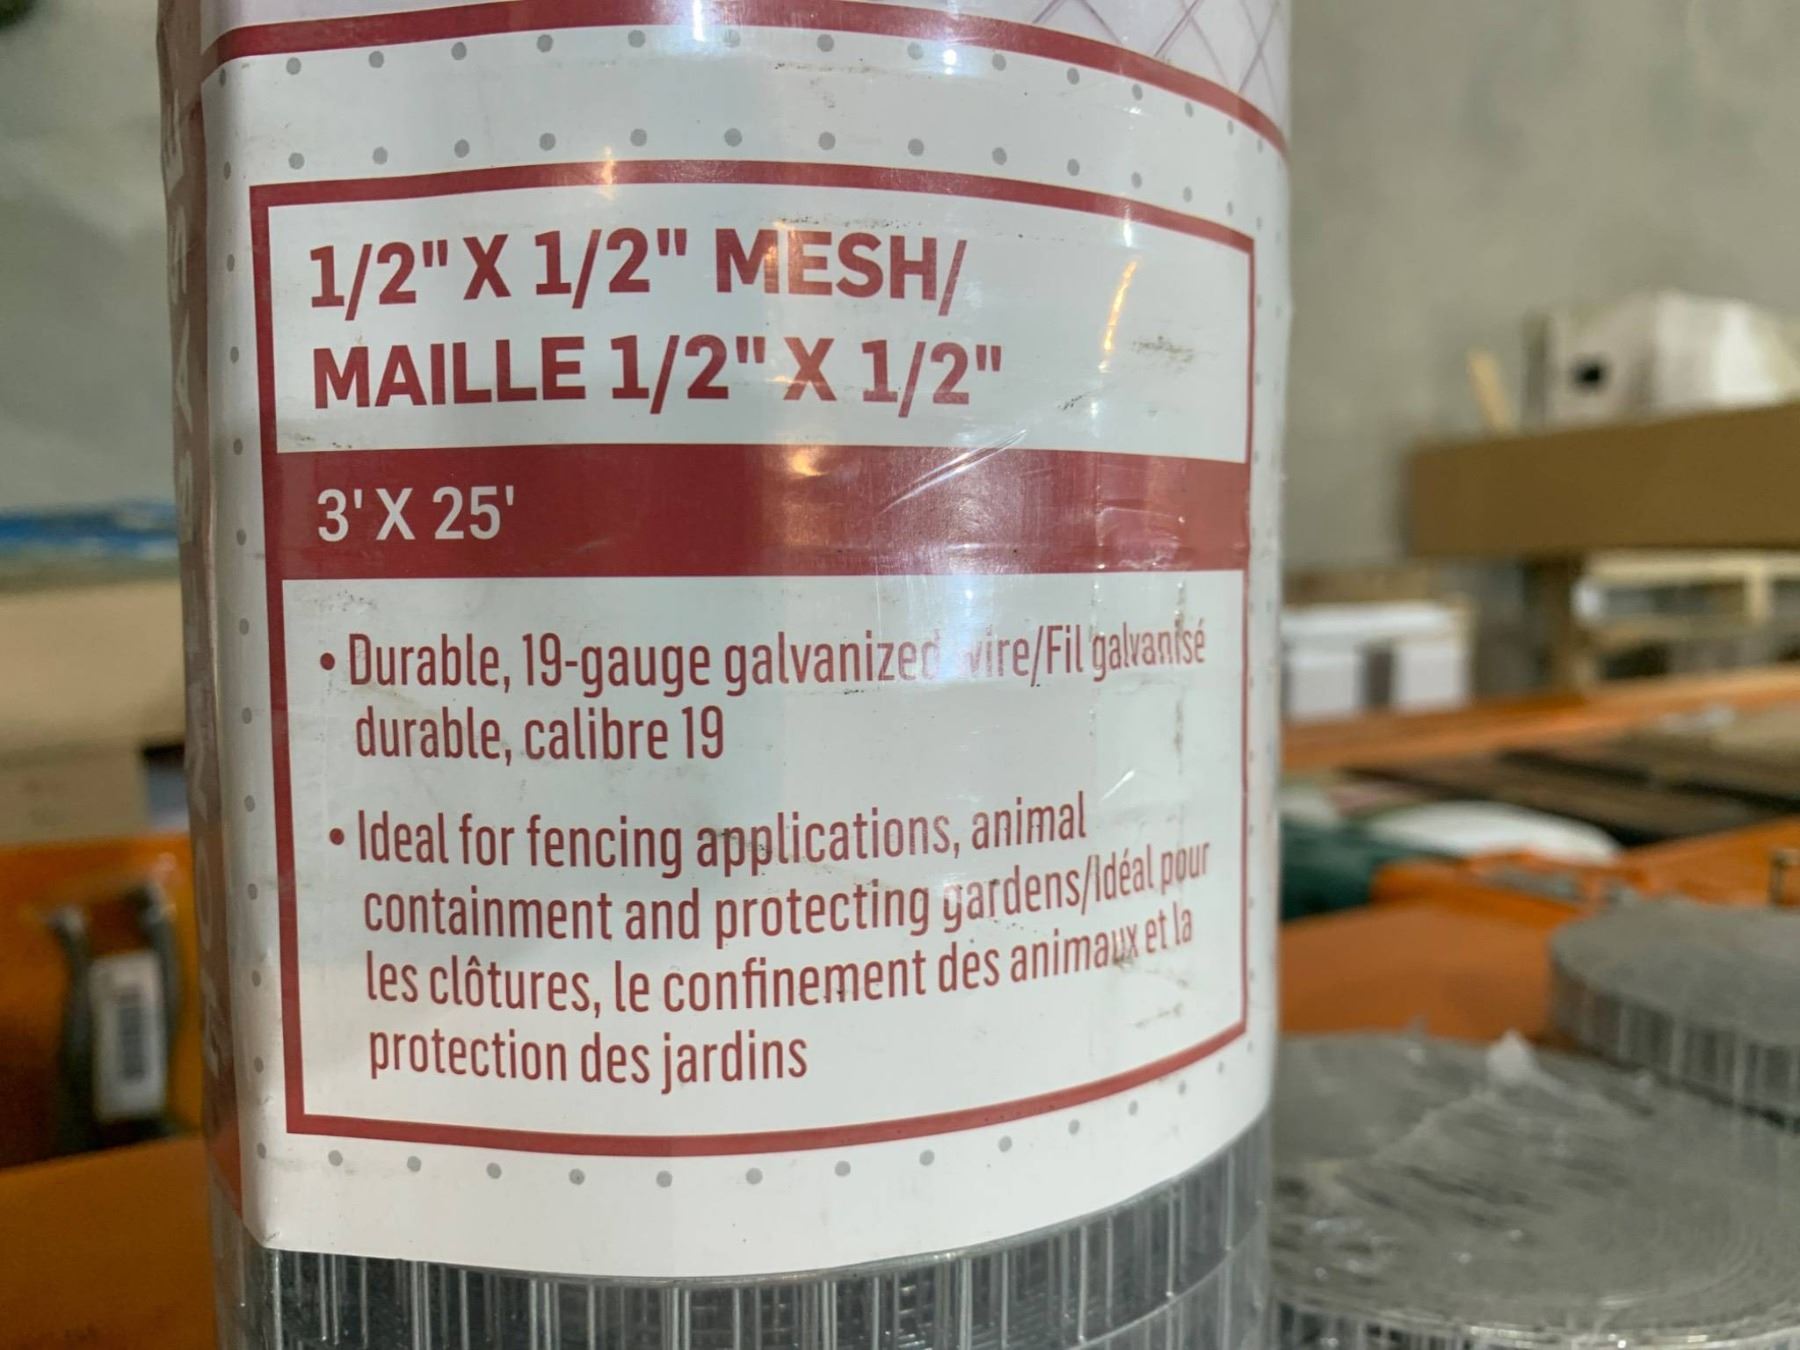 1/2" X 1/2" MESH/
MAILLE 1/2" X 1/2"
3' X 25'
• Durable, 19-gauge galvanized wire/Fil galvanisé
durable, calibre 19
• Ideal for fencing applications, animal
containment and protecting gardens/Idéal pour
les clôtures, le confinement des animaux et la
protection des jardins